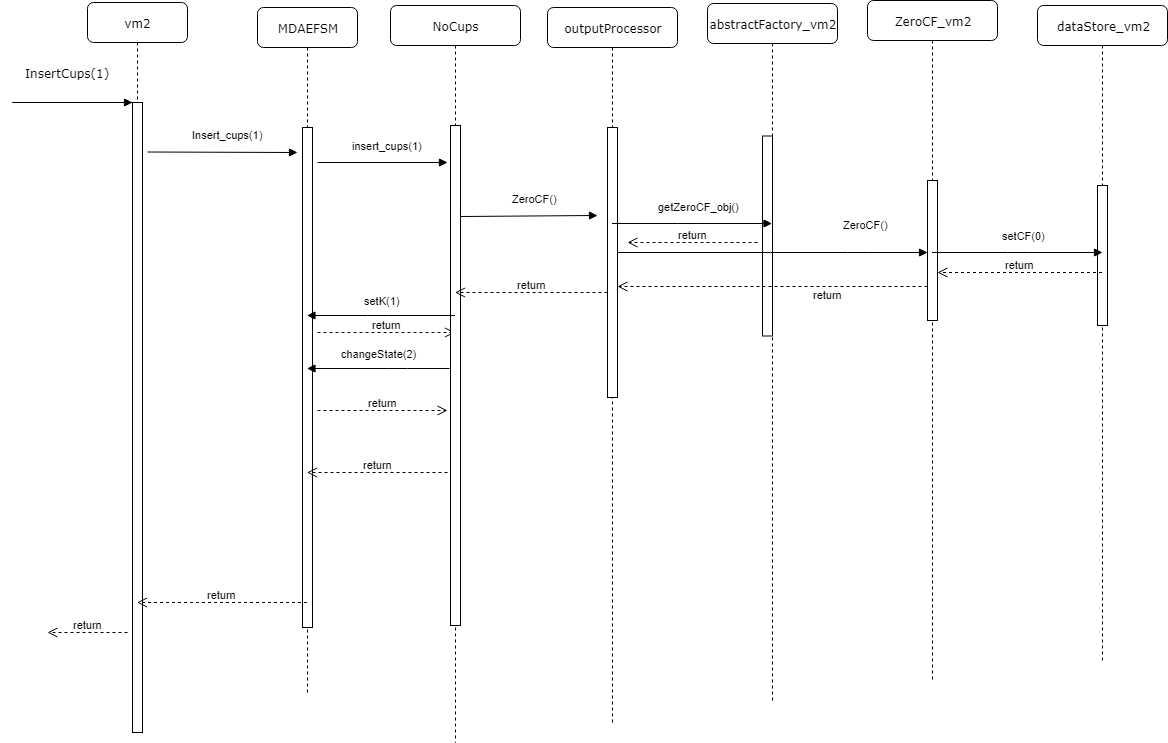 vm2
MDAEFSM
NoCups
outputProcessor
abstractFactory_vm2
ZeroCF_vm2
dataStore_vm2
InsertCups(1)
Insert_cups(1)
insert_cups(1)
ZeroCF()
getZeroCF_obj()
return
ZeroCF()
setCF(0)
return
return
return
setK(1)
return
changeState(2)
return
return
return
return